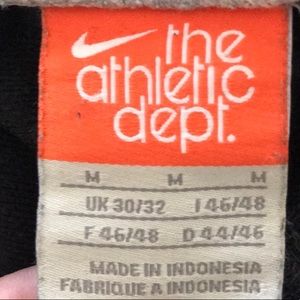 the
athletic
dept.
M M M
UK 30/32 I 46/48
F 46/48 D 44/46
MADE IN INDONESIA
FABRIQUE A INDONESIA